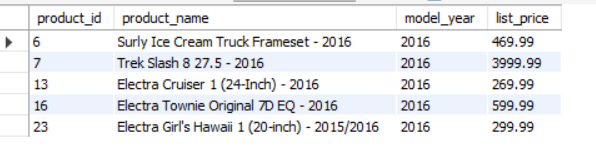 product_id product_name model_year list_price
6 Surly Ice Cream Truck Frameset - 2016 2016 469.99
7 Trek Slash 8 27.5 - 2016 2016 3999.99
13 Electra Cruiser 1 (24-Inch) - 2016 2016 269.99
16 Electra Townie Original 7D EQ - 2016 2016 599.99
23 Electra Girl's Hawaii 1 (20-inch) - 2015/2016 2016 299.99